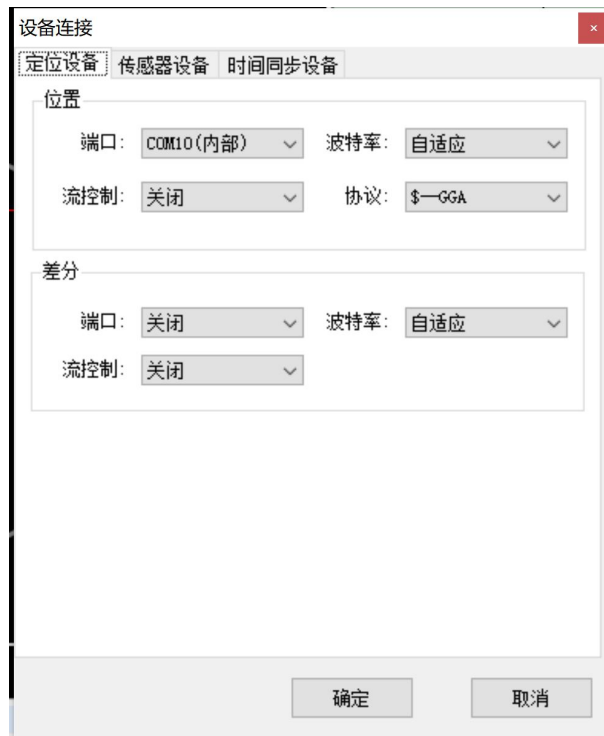 设备连接
定位设备 传感器设备 时间同步设备
位置
端口: COM10(内部) 波特率: 自适应
流控制: 关闭 协议: $—GGA
差分
端口: 关闭 波特率: 自适应
流控制: 关闭
确定 取消